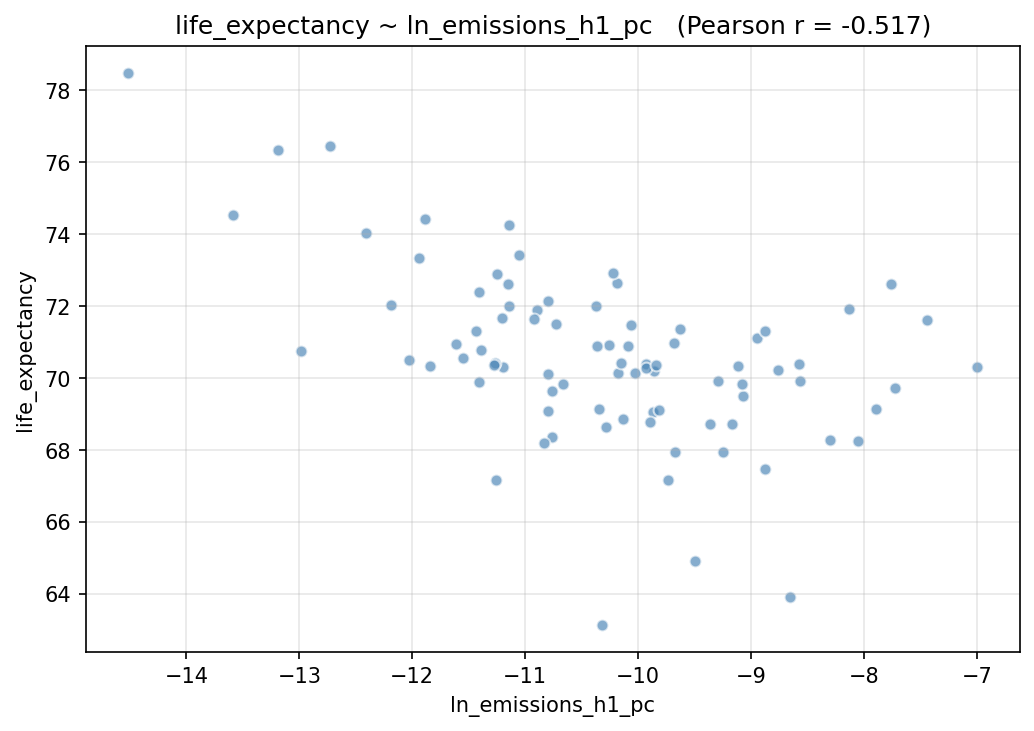 life_expectancy ~ ln_emissions_h1_pc (Pearson r = -0.517)
78
76
74
72
70
68
66
64
life_expectancy
−14 −13 −12 −11 −10 −9 −8 −7
ln_emissions_h1_pc